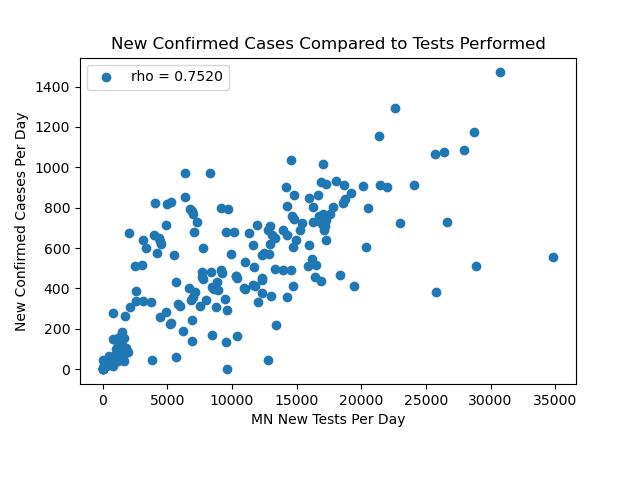 New Confirmed Cases Compared to Tests Performed
rho = 0.7520
1400
1200
1000
800
600
400
200
0
New Confirmed Caeses Per Day
0 5000 10000 15000 20000 25000 30000 35000
MN New Tests Per Day